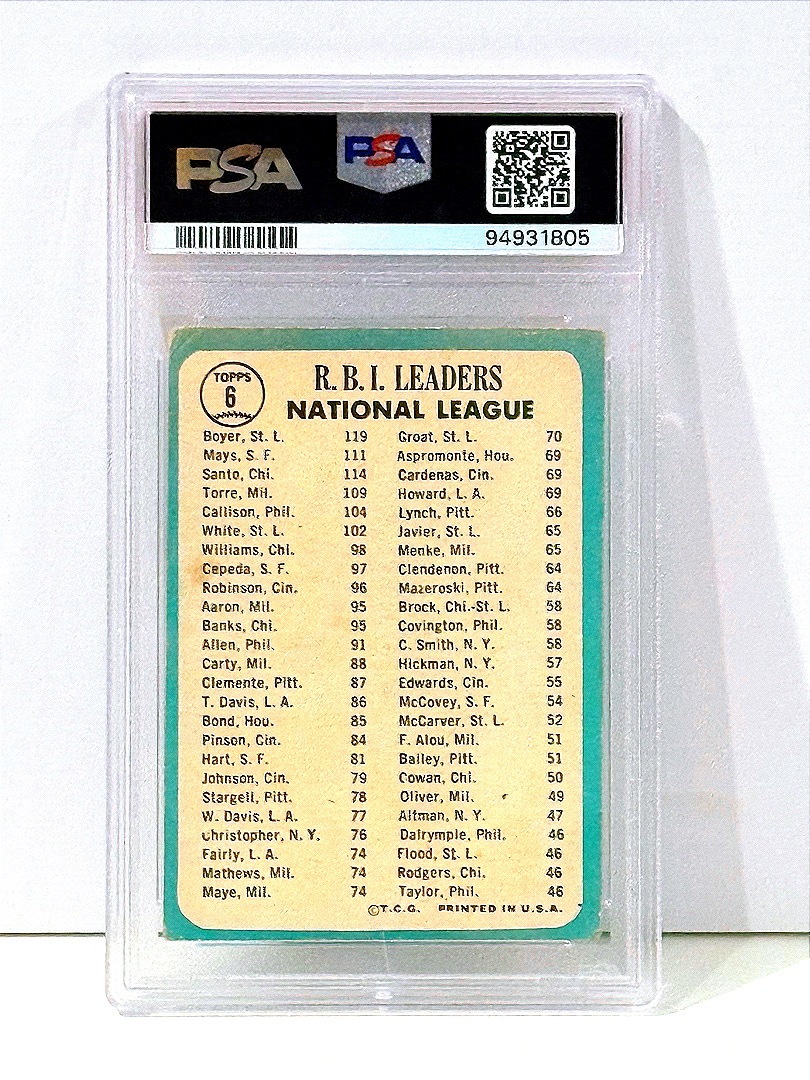 PSA PSA
94931805
TOPPS
6
R. B. I. LEADERS
NATIONAL LEAGUE
Boyer, St. L. 119 Groat, St. L. 70
Mays, S. F. 111 Aspromonte, Hou. 69
Santo, Chi. 114 Cardenas, Cin. 69
Torre, Mil. 109 Howard, L. A. 69
Callison, Phil. 104 Lynch, Pitt. 66
White, St. L. 102 Javier, St. L. 65
Williams, Chi. 98 Menke, Mil. 65
Cepeda, S. F. 97 Clendenon, Pitt. 64
Robinson, Cin. 96 Mazeroski, Pitt. 64
Aaron, Mil. 95 Brock, Chi.-St. L. 58
Banks, Chi. 95 Covington, Phil. 58
Allen, Phil. 91 C. Smith, N. Y. 58
Carty, Mil. 88 Hickman, N. Y. 57
Clemente, Pitt. 87 Edwards, Cin. 55
T. Davis, L. A. 86 McCovey, S. F. 54
Bond, Hou. 85 McCarver, St. L. 52
Pinson, Cin. 84 F. Alou, Mil. 51
Hart, S. F. 81 Bailey, Pitt. 51
Johnson, Cin. 79 Cowan, Chi. 50
Stargell, Pitt. 78 Oliver, Mil. 49
W. Davis, L. A. 77 Altman, N. Y. 47
Christopher, N. Y. 76 Dalrymple, Phil. 46
Fairly, L. A. 74 Flood, St. L. 46
Mathews, Mil. 74 Rodgers, Chi. 46
Maye, Mil. 74 Taylor, Phil. 46
©T.C.G. PRINTED IN U.S.A.